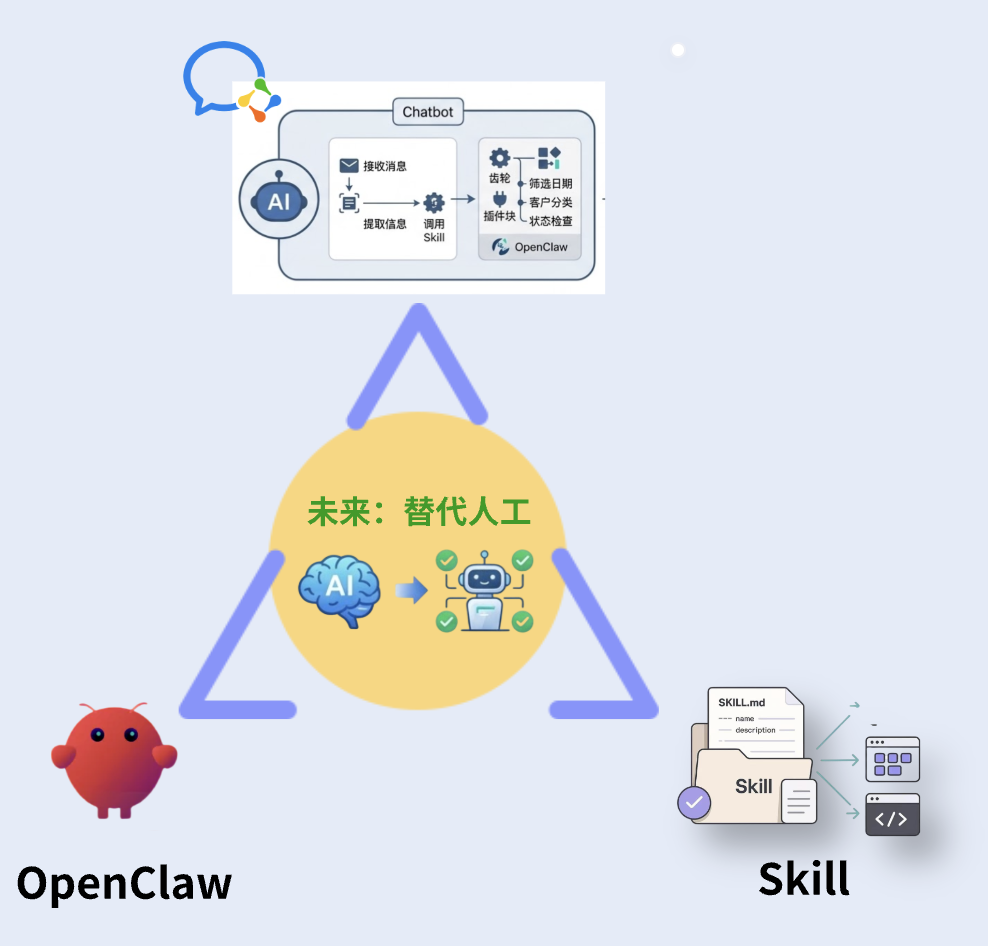 Chatbot
AI
接收消息
提取信息
调用
Skill
齿轮
插件块
筛选日期
客户分类
状态检查
OpenClaw
未来：替代人工
AI
SKILL.md
name
description
Skill
</>
OpenClaw
Skill